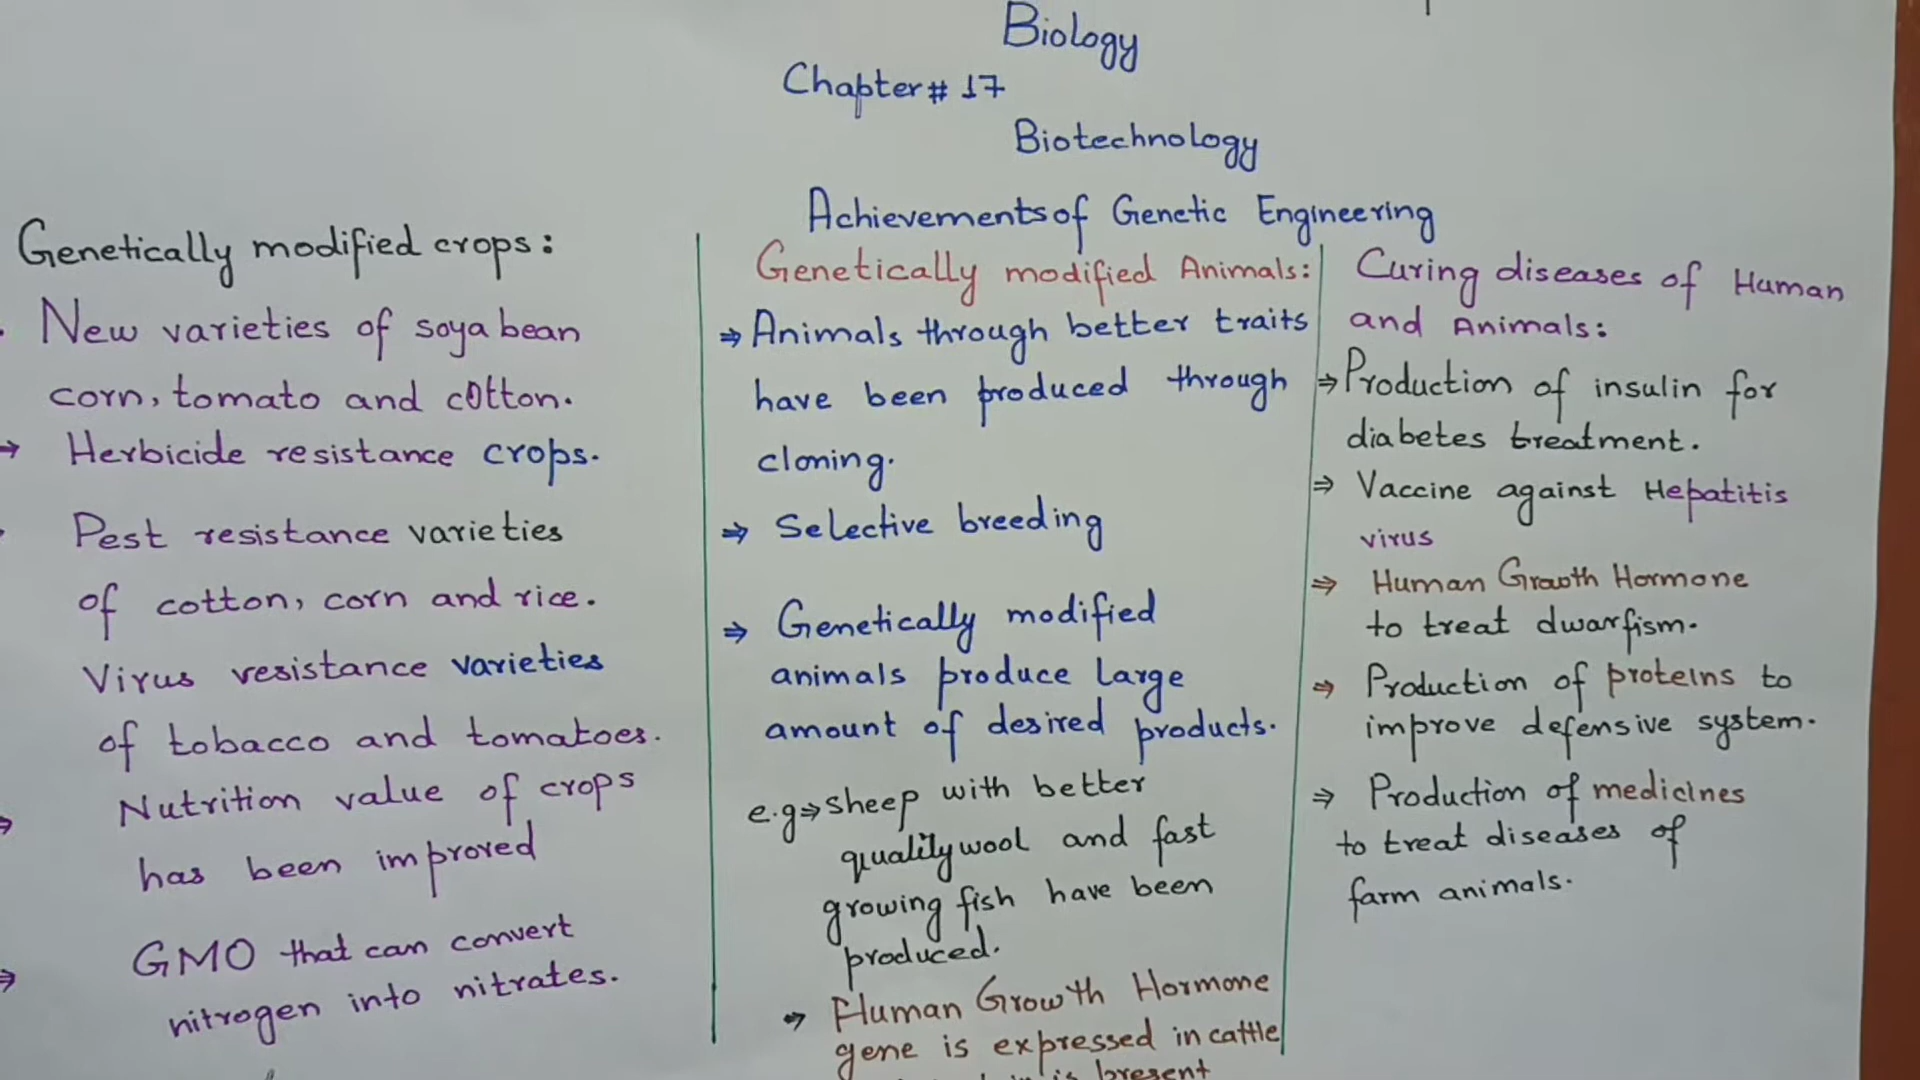 Biology
Chapter# 17
Biotechnology
Achievements of Genetic Engineering
Genetically modified crops:
New varieties of soya bean
corn, tomato and cotton.
→ Herbicide resistance crops.
Pest resistance varieties
of cotton, corn and rice.
Virus resistance varieties
of tobacco and tomatoes.
⇒ Nutrition value of crops
has been improved
⇒ GMO that can convert
nitrogen into nitrates.
Genetically modified Animals:
⇒ Animals through better traits
have been produced through
cloning.
⇒ Selective breeding
⇒ Genetically modified
animals produce large
amount of desired products.
e.g⇒ sheep with better
quality wool and fast
growing fish have been
produced.
⇒ Human Growth Hormone
gene is expressed in cattle
is present
Curing diseases of Human
and Animals:
⇒ Production of insulin for
diabetes treatment.
⇒ Vaccine against Hepatitis
virus
⇒ Human Growth Hormone
to treat dwarfism.
⇒ Production of proteins to
improve defensive system.
⇒ Production of medicines
to treat diseases of
farm animals.